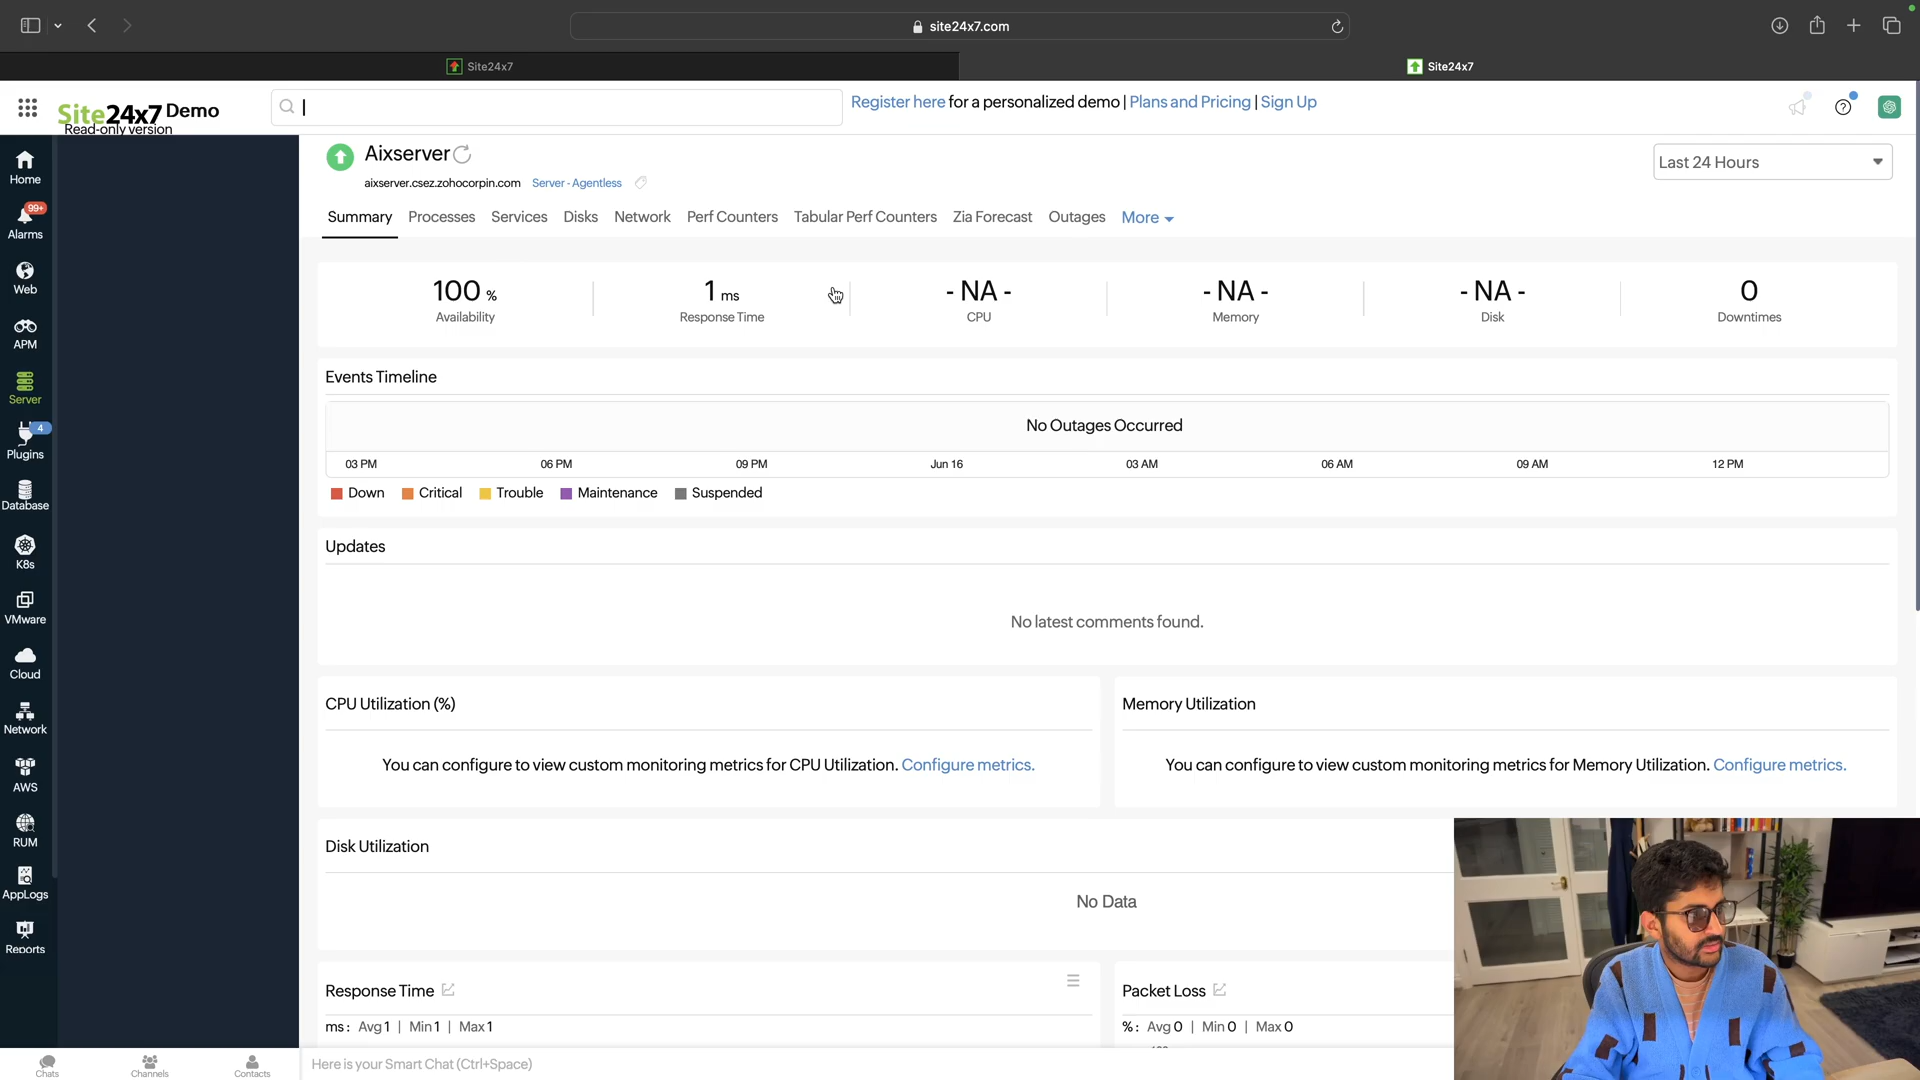 site24x7.com
Site24x7
Site24x7
Site24x7 Demo
Read-only version
Register here for a personalized demo | Plans and Pricing | Sign Up
Home
99+
Alarms
Web
APM
Server
4
Plugins
Database
K8s
VMware
Cloud
Network
AWS
RUM
AppLogs
Reports
Aixserver
Last 24 Hours
aixserver.csez.zohocorpin.com Server - Agentless
Summary Processes Services Disks Network Perf Counters Tabular Perf Counters Zia Forecast Outages More
100 % 1 ms - NA - - NA - - NA - 0
Availability Response Time CPU Memory Disk Downtimes
Events Timeline
No Outages Occurred
03 PM 06 PM 09 PM Jun 16 03 AM 06 AM 09 AM 12 PM
Down Critical Trouble Maintenance Suspended
Updates
No latest comments found.
CPU Utilization (%)
You can configure to view custom monitoring metrics for CPU Utilization. Configure metrics.
Memory Utilization
You can configure to view custom monitoring metrics for Memory Utilization. Configure metrics.
Disk Utilization
No Data
Response Time
ms : Avg 1 | Min 1 | Max 1
Packet Loss
% : Avg 0 | Min 0 | Max 0
Chats Channels Contacts
Here is your Smart Chat (Ctrl+Space)